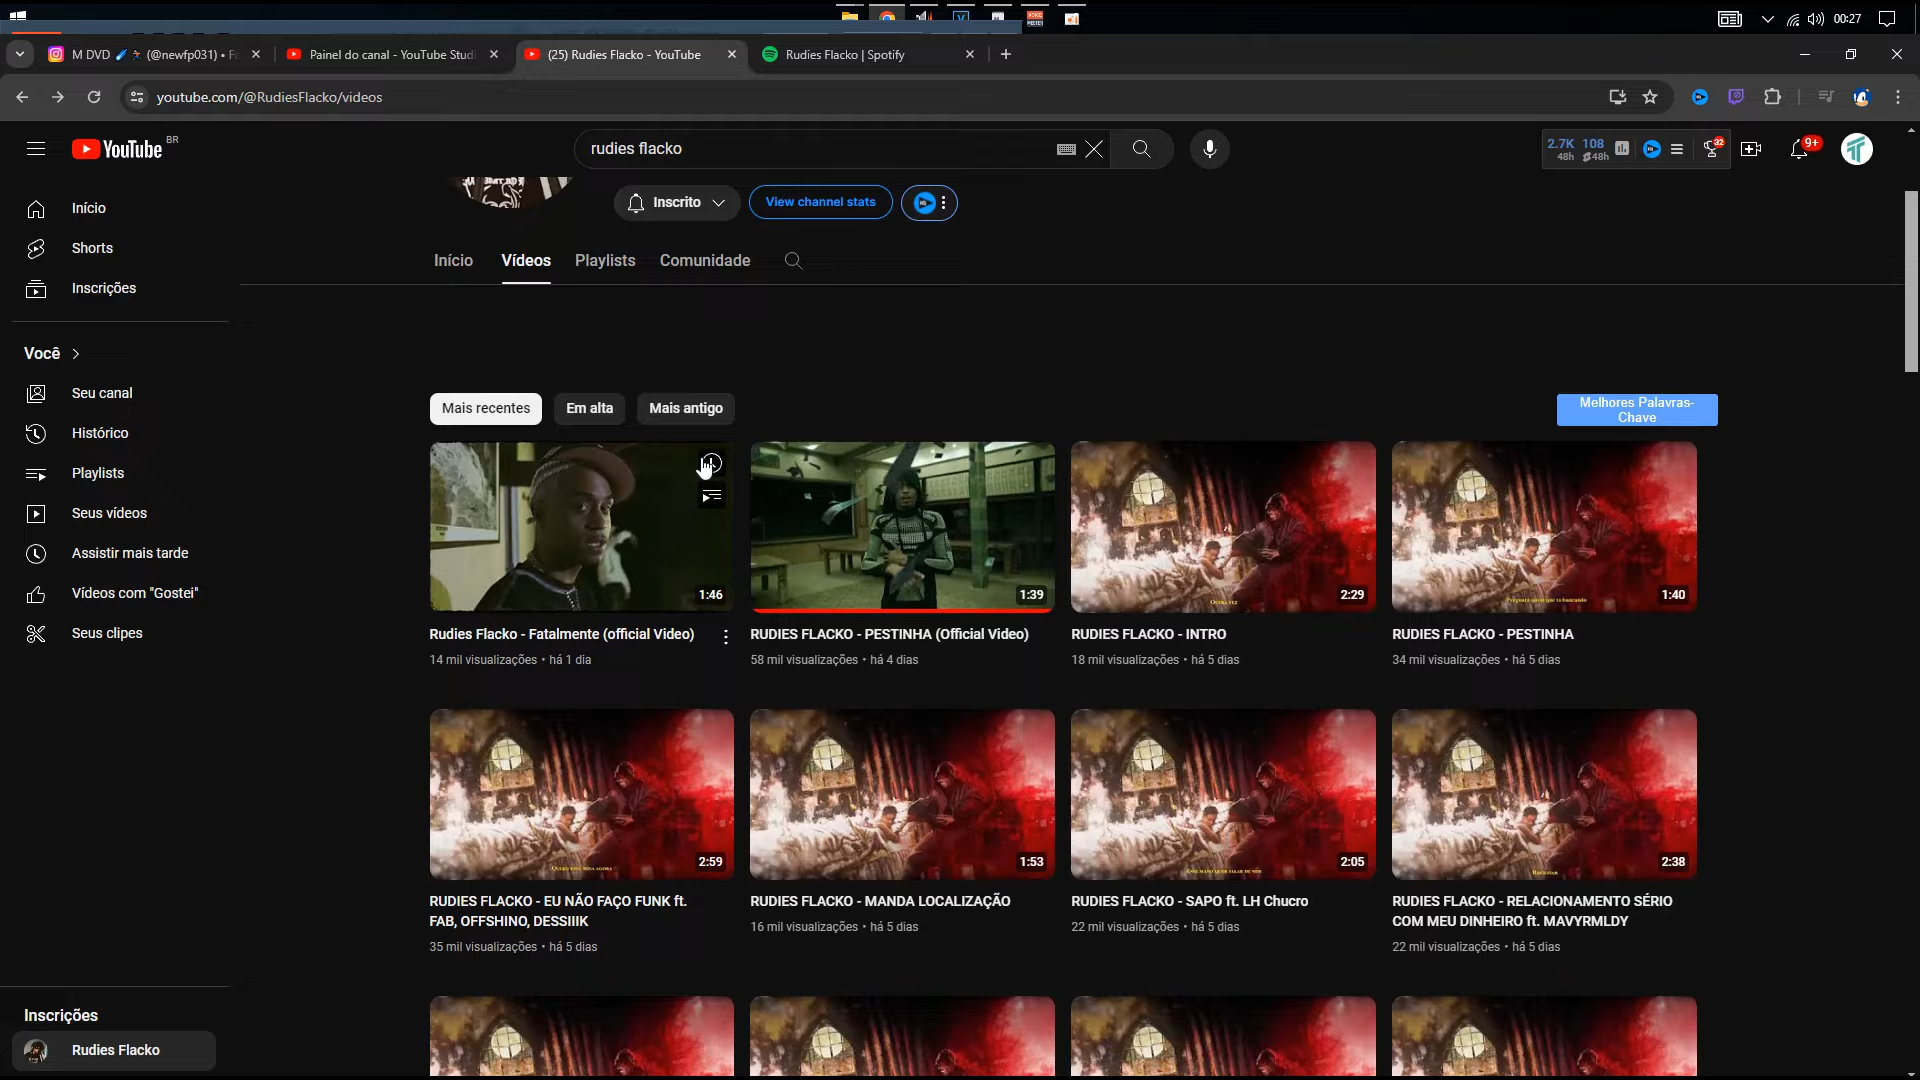 00:27
M DVD (@newfp031) • F
Painel do canal - YouTube Studi
(25) Rudies Flacko - YouTube
Rudies Flacko | Spotify
youtube.com/@RudiesFlacko/videos
YouTube BR
rudies flacko
2.7K 48h
108 48h
32
9+
Inscrito
View channel stats
Início
Vídeos
Playlists
Comunidade
Início
Shorts
Inscrições
Você
Seu canal
Histórico
Playlists
Seus vídeos
Assistir mais tarde
Vídeos com "Gostei"
Seus clipes
Inscrições
Rudies Flacko
Mais recentes
Em alta
Mais antigo
Melhores Palavras-
Chave
1:46
Rudies Flacko - Fatalmente (official Video)
14 mil visualizações • há 1 dia
1:39
RUDIES FLACKO - PESTINHA (Official Video)
58 mil visualizações • há 4 dias
2:29
RUDIES FLACKO - INTRO
18 mil visualizações • há 5 dias
1:40
RUDIES FLACKO - PESTINHA
34 mil visualizações • há 5 dias
2:59
RUDIES FLACKO - EU NÃO FAÇO FUNK ft.
FAB, OFFSHINO, DESSIIIK
35 mil visualizações • há 5 dias
1:53
RUDIES FLACKO - MANDA LOCALIZAÇÃO
16 mil visualizações • há 5 dias
2:05
RUDIES FLACKO - SAPO ft. LH Chucro
22 mil visualizações • há 5 dias
2:38
RUDIES FLACKO - RELACIONAMENTO SÉRIO
COM MEU DINHEIRO ft. MAVYRMLDY
22 mil visualizações • há 5 dias